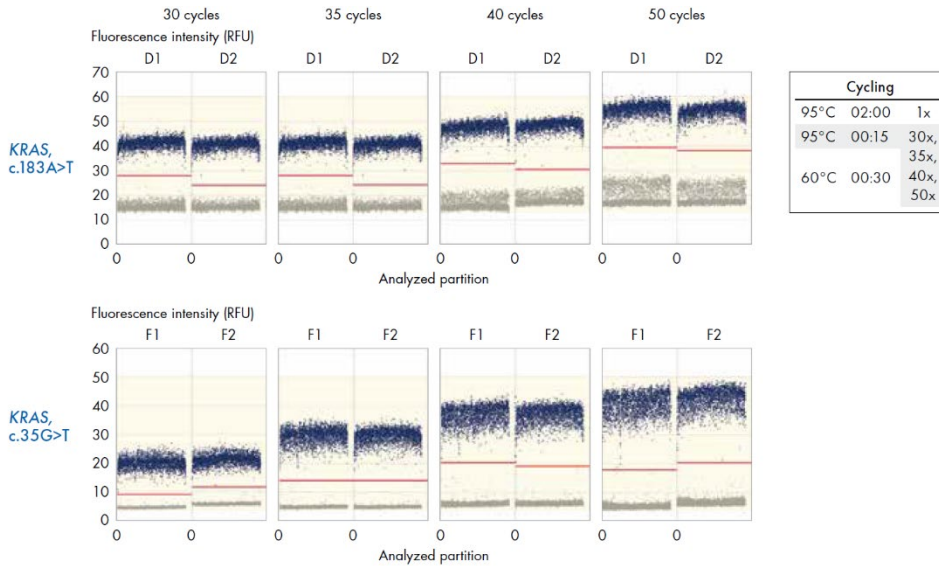 30 cycles 35 cycles 40 cycles 50 cycles
Fluorescence intensity (RFU)
D1 D2 D1 D2 D1 D2 D1 D2
70
60
50
40
30
20
10
0
KRAS,
c.183A>T
0 0 0 0 0 0 0 0
Analyzed partition
Cycling
95°C 02:00 1x
95°C 00:15 30x,
35x,
60°C 00:30 40x,
50x
Fluorescence intensity (RFU)
F1 F2 F1 F2 F1 F2 F1 F2
60
50
40
30
20
10
0
KRAS,
c.35G>T
0 0 0 0 0 0 0 0
Analyzed partition